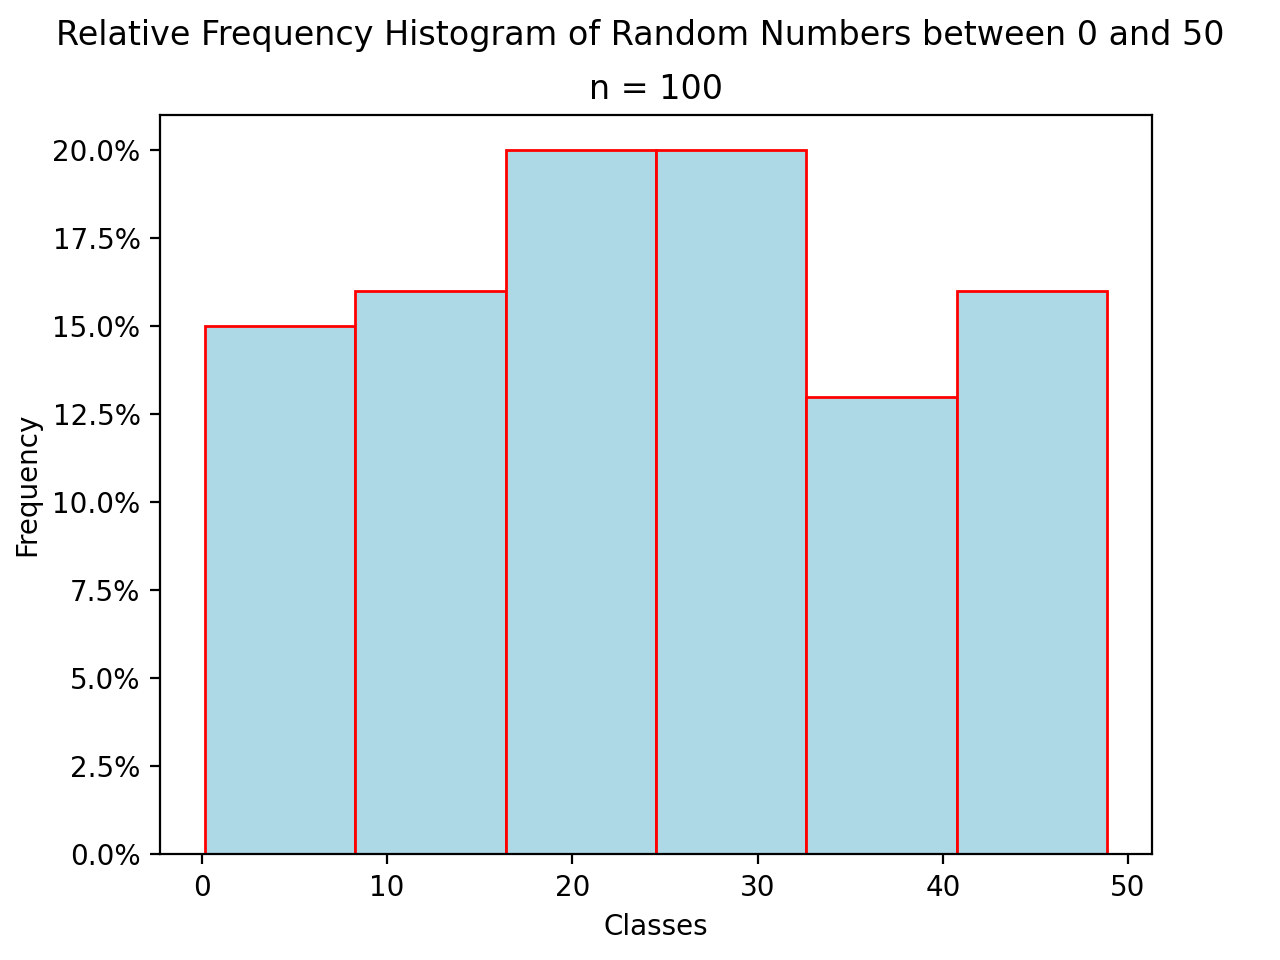 Relative Frequency Histogram of Random Numbers between 0 and 50
n = 100
20.0%
17.5%
15.0%
12.5%
10.0%
7.5%
5.0%
2.5%
0.0%
Frequency
0 10 20 30 40 50
Classes